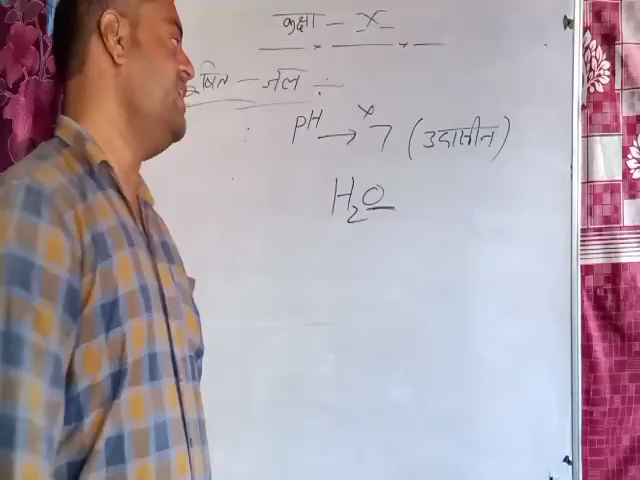 कक्षा - X
षित - जल :-
PH → 7 (उदासीन)
H₂O